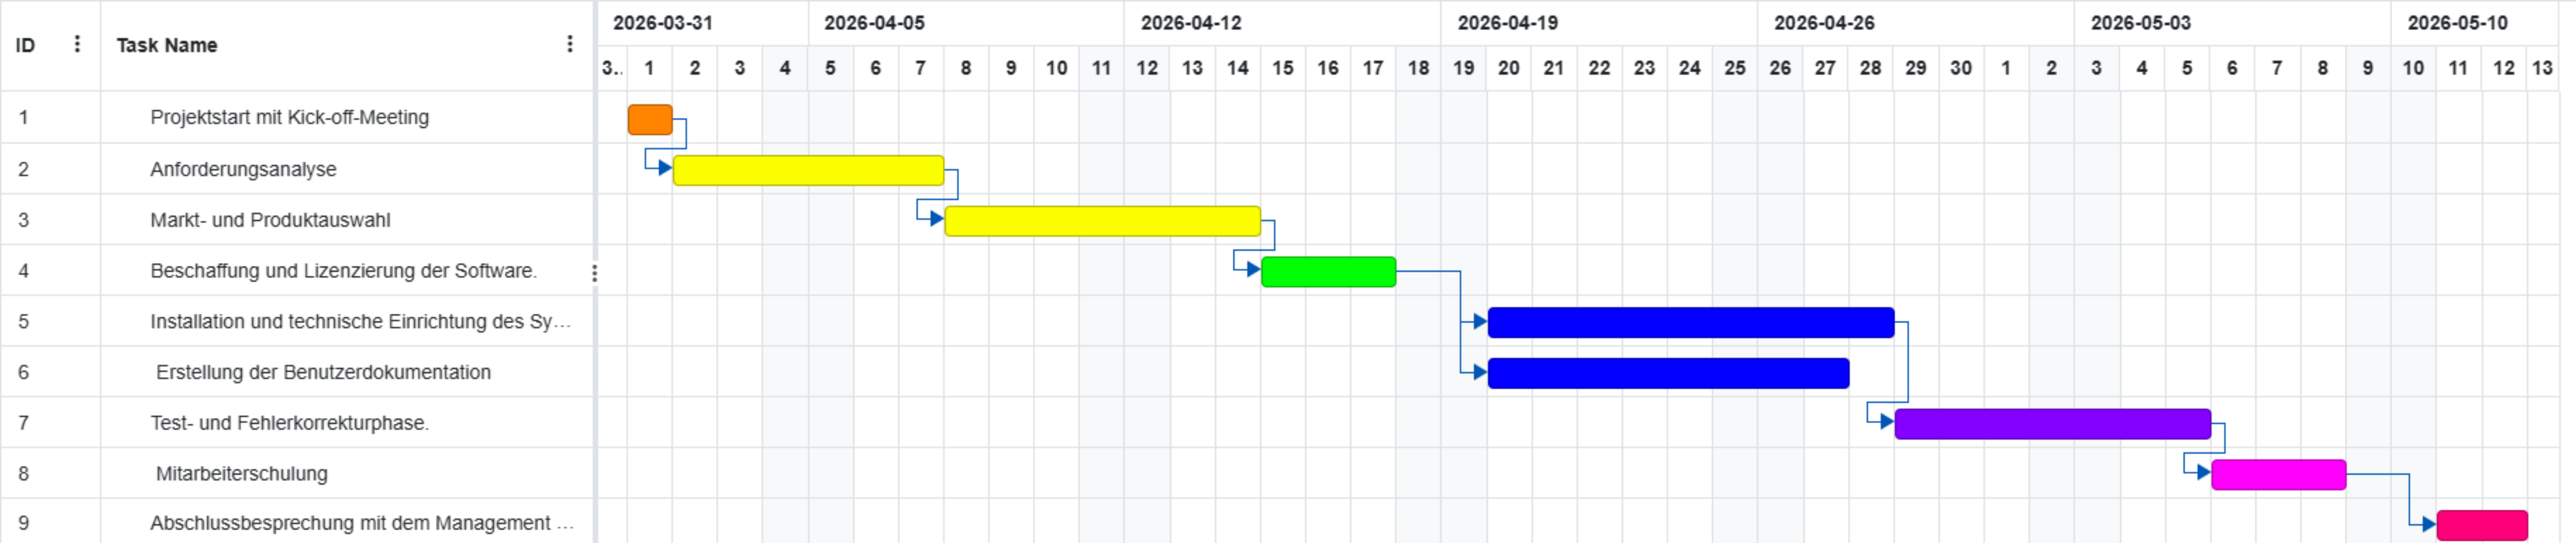 ID Task Name 2026-03-31 2026-04-05 2026-04-12 2026-04-19 2026-04-26 2026-05-03 2026-05-10
3.. 1 2 3 4 5 6 7 8 9 10 11 12 13 14 15 16 17 18 19 20 21 22 23 24 25 26 27 28 29 30 1 2 3 4 5 6 7 8 9 10 11 12 13
1 Projektstart mit Kick-off-Meeting
2 Anforderungsanalyse
3 Markt- und Produktauswahl
4 Beschaffung und Lizenzierung der Software.
5 Installation und technische Einrichtung des Sy...
6 Erstellung der Benutzerdokumentation
7 Test- und Fehlerkorrekturphase.
8 Mitarbeiterschulung
9 Abschlussbesprechung mit dem Management ...